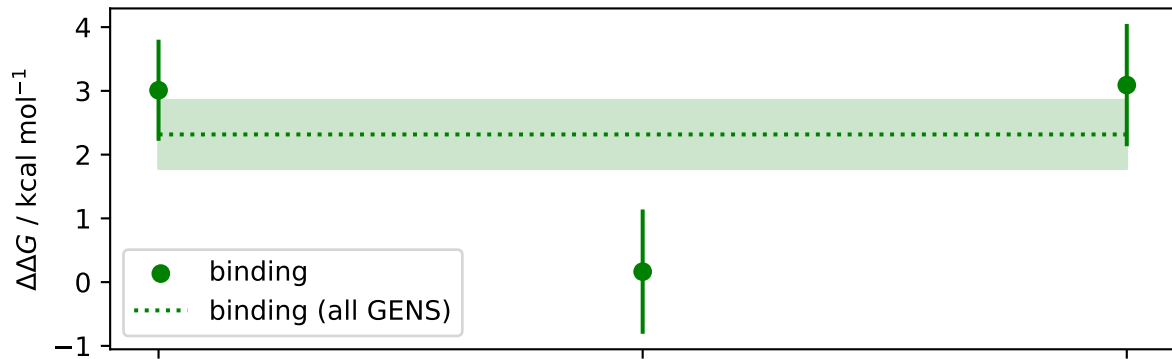 4
3
2
1
0
−1
ΔΔG / kcal mol⁻¹
binding
binding (all GENS)